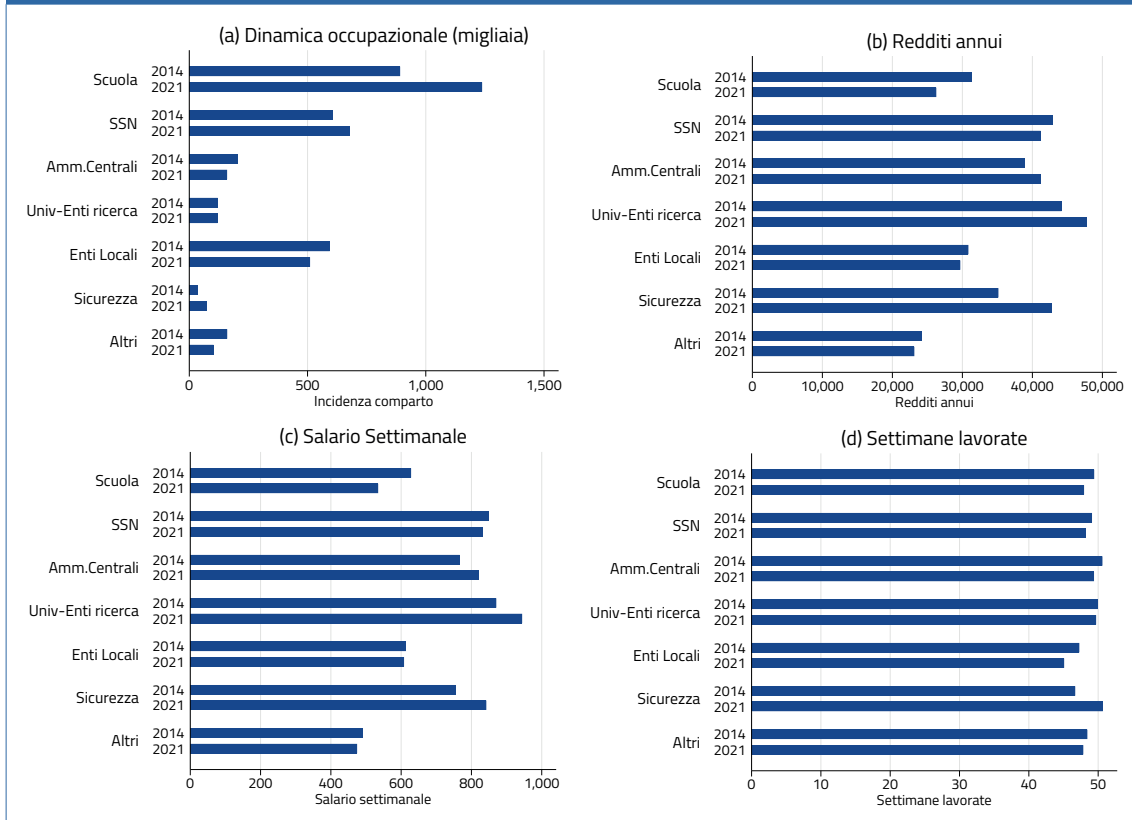 (a) Dinamica occupazionale (migliaia)
Scuola
2014
2021
SSN
2014
2021
Amm.Centrali
2014
2021
Univ-Enti ricerca
2014
2021
Enti Locali
2014
2021
Sicurezza
2014
2021
Altri
2014
2021
0 500 1,000 1,500
Incidenza comparto
(b) Redditi annui
Scuola
2014
2021
SSN
2014
2021
Amm.Centrali
2014
2021
Univ-Enti ricerca
2014
2021
Enti Locali
2014
2021
Sicurezza
2014
2021
Altri
2014
2021
0 10,000 20,000 30,000 40,000 50,000
Redditi annui
(c) Salario Settimanale
Scuola
2014
2021
SSN
2014
2021
Amm.Centrali
2014
2021
Univ-Enti ricerca
2014
2021
Enti Locali
2014
2021
Sicurezza
2014
2021
Altri
2014
2021
0 200 400 600 800 1,000
Salario settimanale
(d) Settimane lavorate
Scuola
2014
2021
SSN
2014
2021
Amm.Centrali
2014
2021
Univ-Enti ricerca
2014
2021
Enti Locali
2014
2021
Sicurezza
2014
2021
Altri
2014
2021
0 10 20 30 40 50
Settimane lavorate